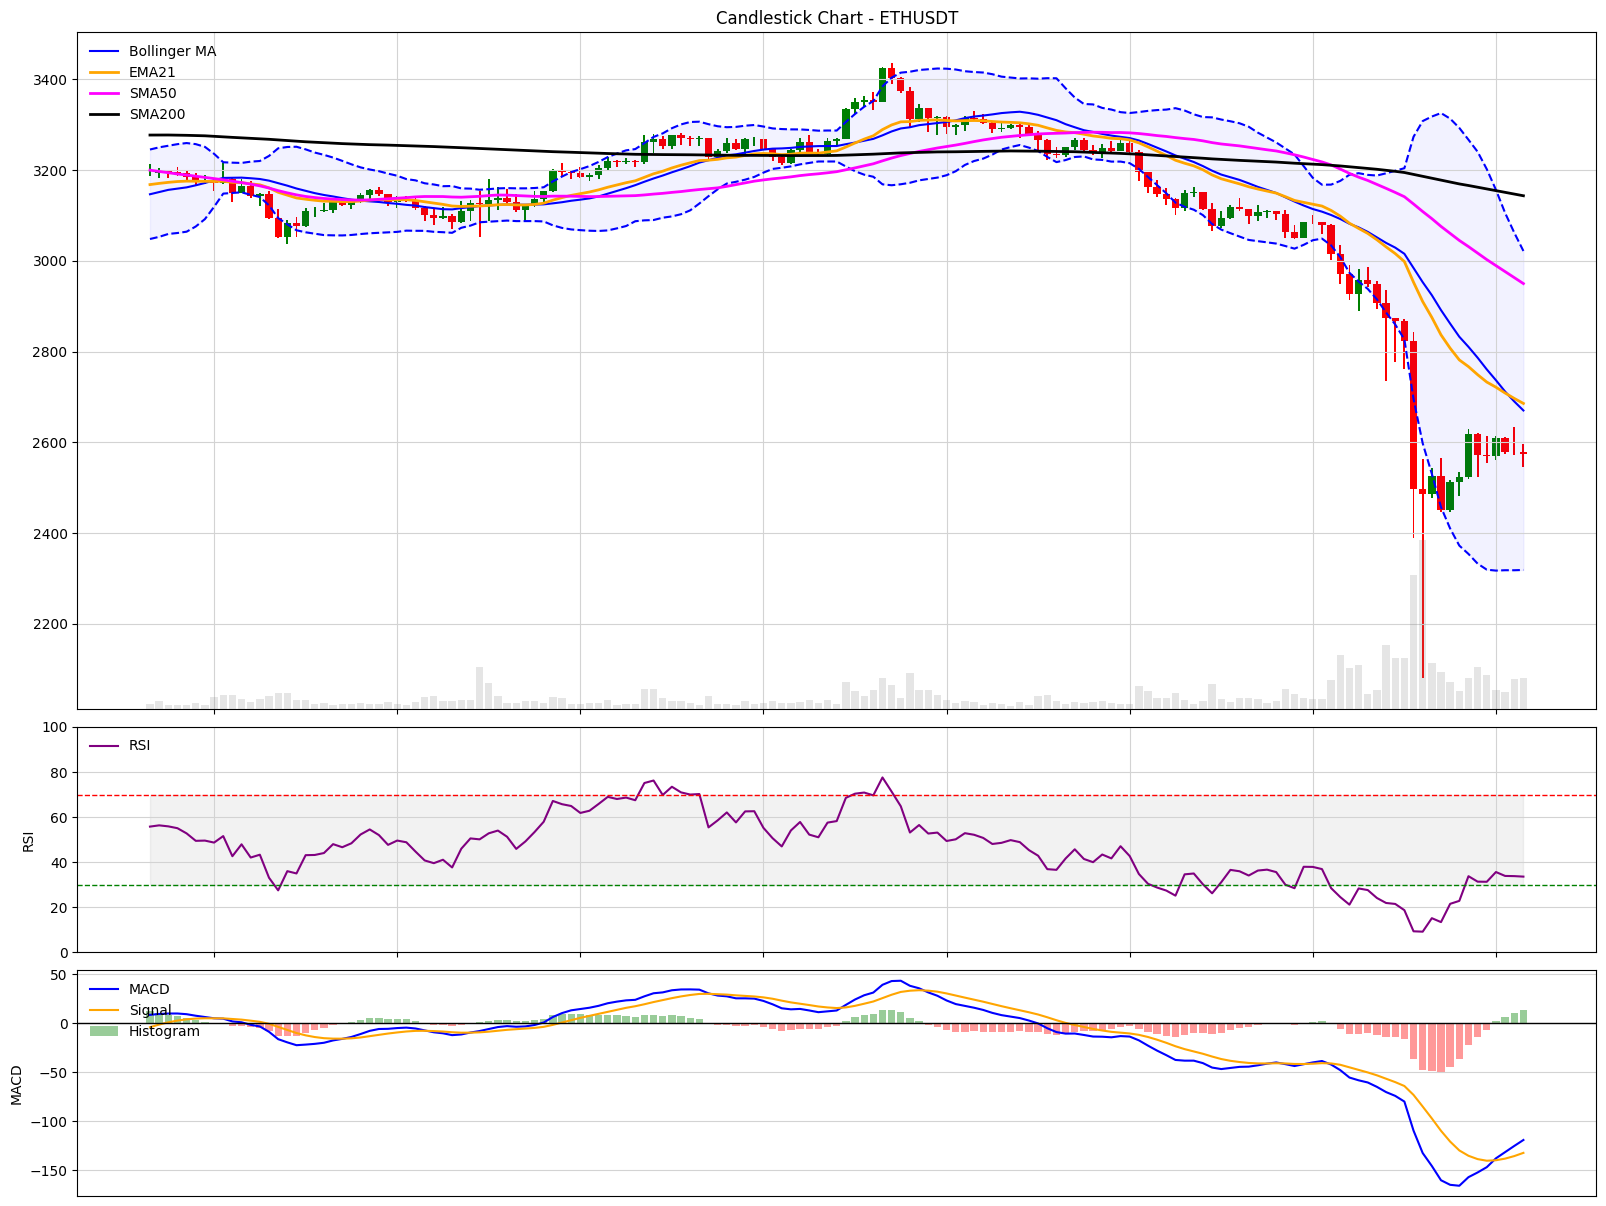 Candlestick Chart - ETHUSDT
Bollinger MA
EMA21
SMA50
SMA200
3400
3200
3000
2800
2600
2400
2200
RSI
RSI
100
80
60
40
20
0
MACD
Signal
Histogram
MACD
50
0
−50
−100
−150